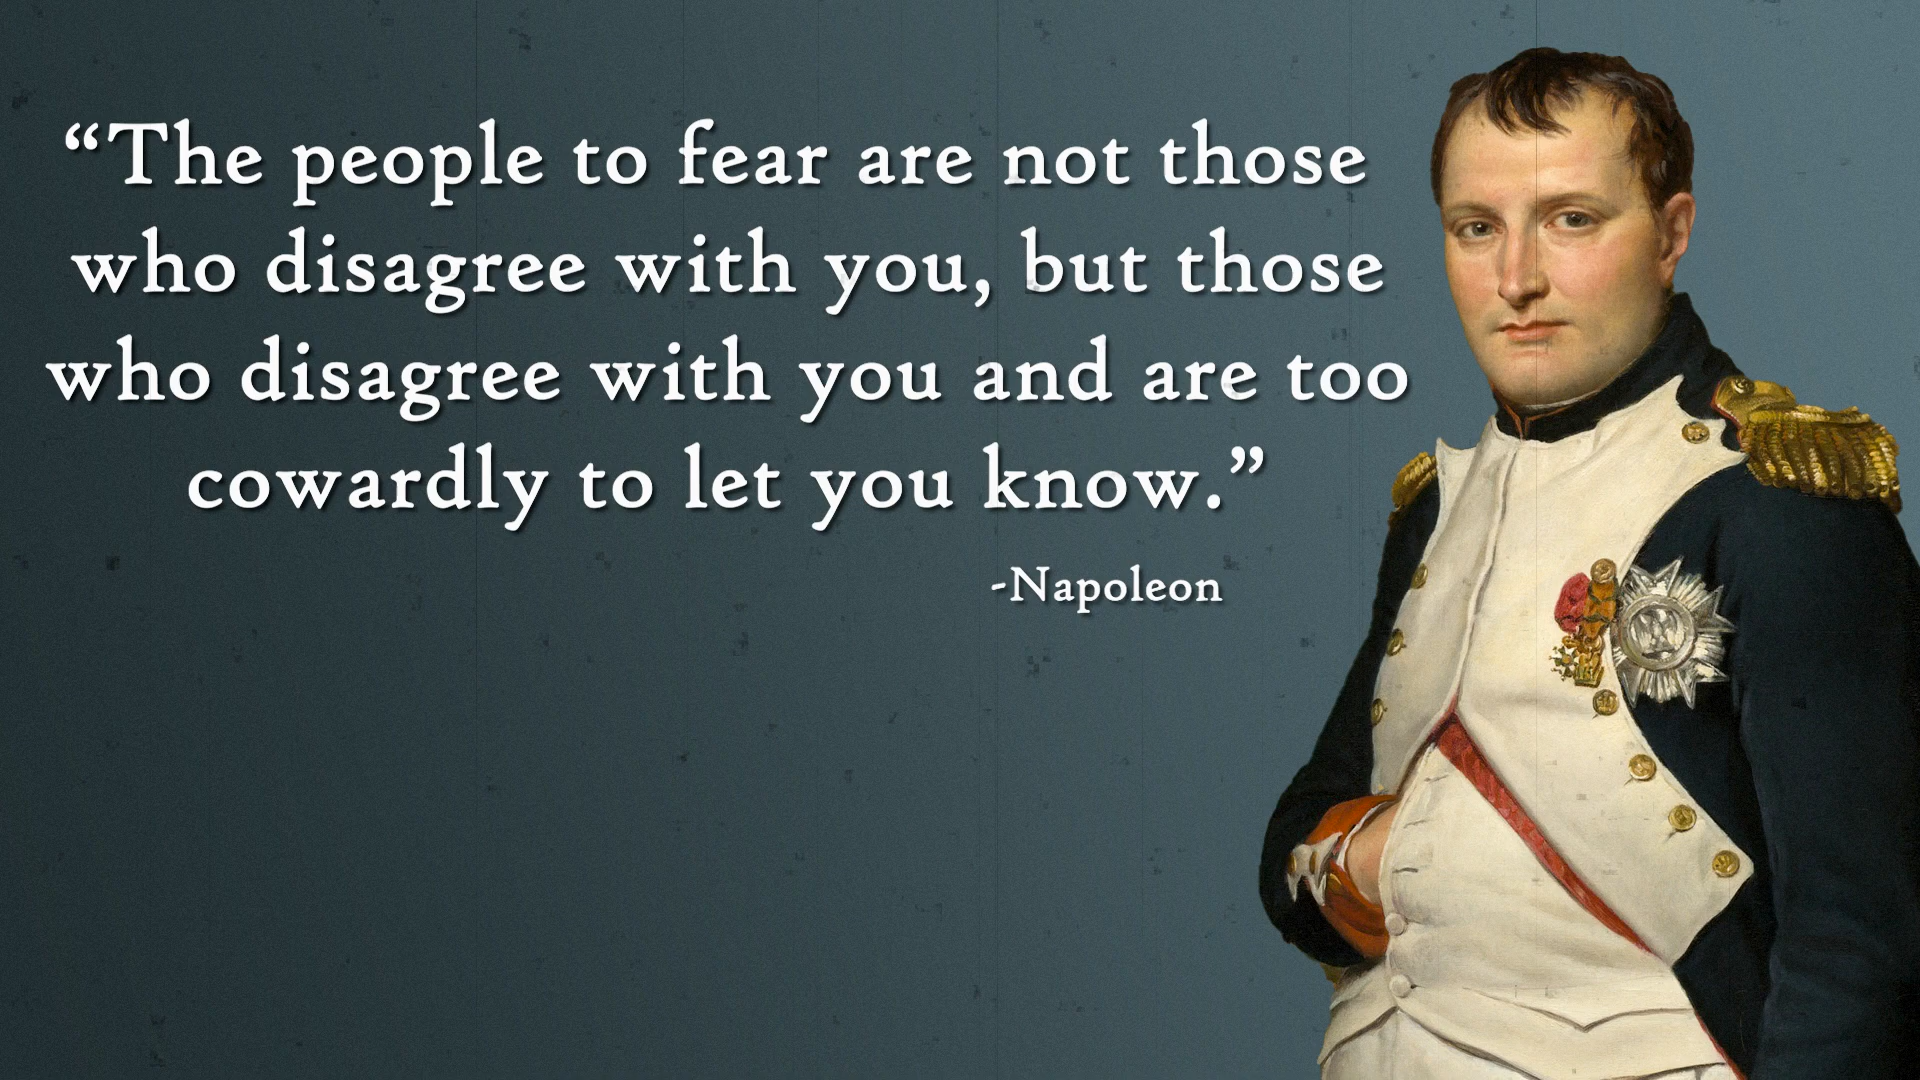 “The people to fear are not those
who disagree with you, but those
who disagree with you and are too
cowardly to let you know.”
-Napoleon